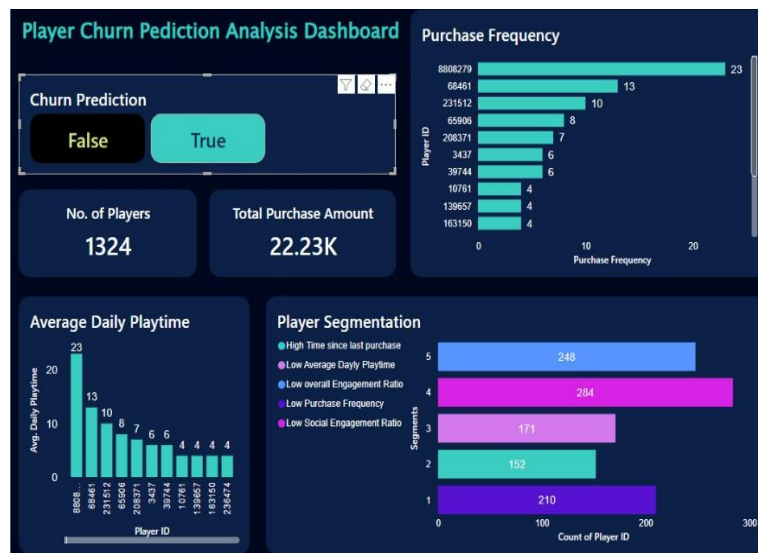 Player Churn Pediction Analysis Dashboard
Churn Prediction
False
True
No. of Players
1324
Total Purchase Amount
22.23K
Purchase Frequency
Player ID
8808279 23
68461 13
231512 10
65906 8
208371 7
3437 6
39744 6
10761 4
139657 4
163150 4
0 10 20
Purchase Frequency
Average Daily Playtime
Avg. Daily Playtime
20
10
0
23 13 10 8 7 6 6 4 4 4 4
8808... 68461 231512 65906 208371 3437 39744 10761 139657 163150 236474
Player ID
Player Segmentation
High Time since last purchase
Low Average Dayly Playtime
Low overall Engagement Ratio
Low Purchase Frequency
Low Social Engagement Ratio
Segments
5 248
4 284
3 171
2 152
1 210
0 100 200 300
Count of Player ID